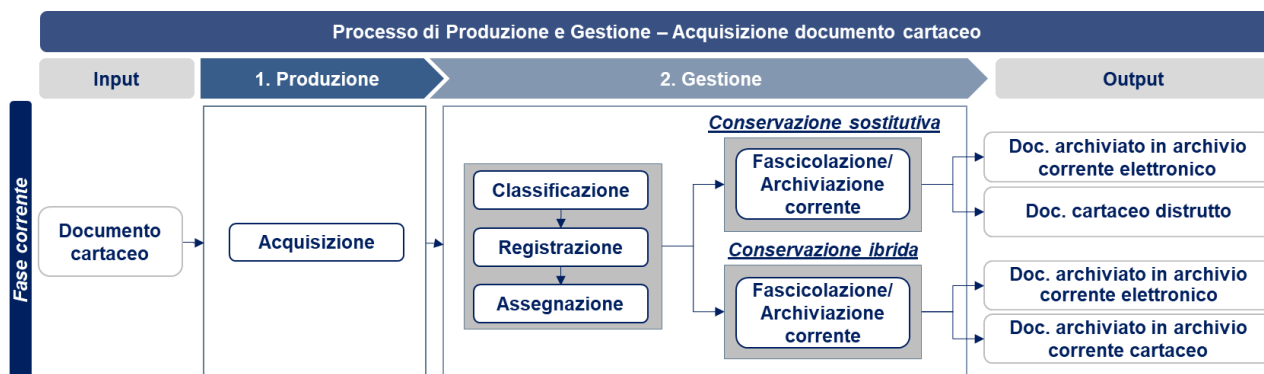 Processo di Produzione e Gestione – Acquisizione documento cartaceo
Input
1. Produzione
2. Gestione
Output
Fase corrente
Documento
cartaceo
Acquisizione
Classificazione
Registrazione
Assegnazione
Conservazione sostitutiva
Fascicolazione/
Archiviazione
corrente
Conservazione ibrida
Fascicolazione/
Archiviazione
corrente
Doc. archiviato in archivio
corrente elettronico
Doc. cartaceo distrutto
Doc. archiviato in archivio
corrente elettronico
Doc. archiviato in archivio
corrente cartaceo